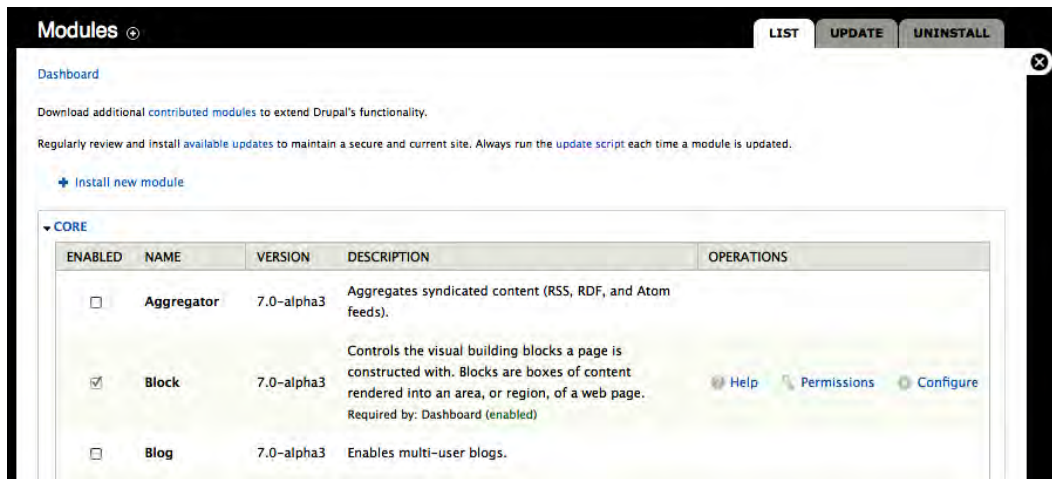 Modules
LIST UPDATE UNINSTALL
Dashboard
Download additional contributed modules to extend Drupal's functionality.
Regularly review and install available updates to maintain a secure and current site. Always run the update script each time a module is updated.
Install new module
CORE
ENABLED NAME VERSION DESCRIPTION OPERATIONS
Aggregator 7.0-alpha3 Aggregates syndicated content (RSS, RDF, and Atom
feeds).
Controls the visual building blocks a page is
constructed with. Blocks are boxes of content
Block 7.0-alpha3 rendered into an area, or region, of a web page. Help Permissions Configure
Required by: Dashboard (enabled)
Blog 7.0-alpha3 Enables multi-user blogs.